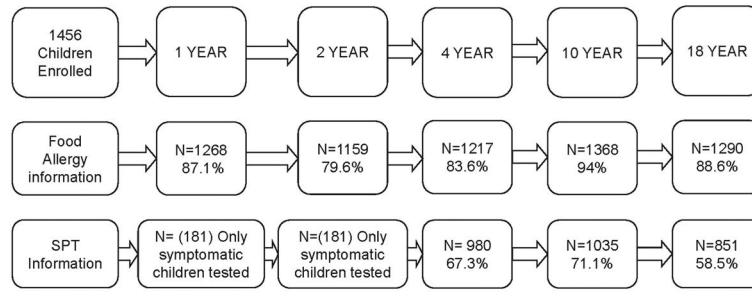 1456
Children
Enrolled
1 YEAR
2 YEAR
4 YEAR
10 YEAR
18 YEAR
Food
Allergy
information
N=1268
87.1%
N=1159
79.6%
N=1217
83.6%
N=1368
94%
N=1290
88.6%
SPT
Information
N= (181) Only
symptomatic
children tested
N=(181) Only
symptomatic
children tested
N= 980
67.3%
N=1035
71.1%
N=851
58.5%